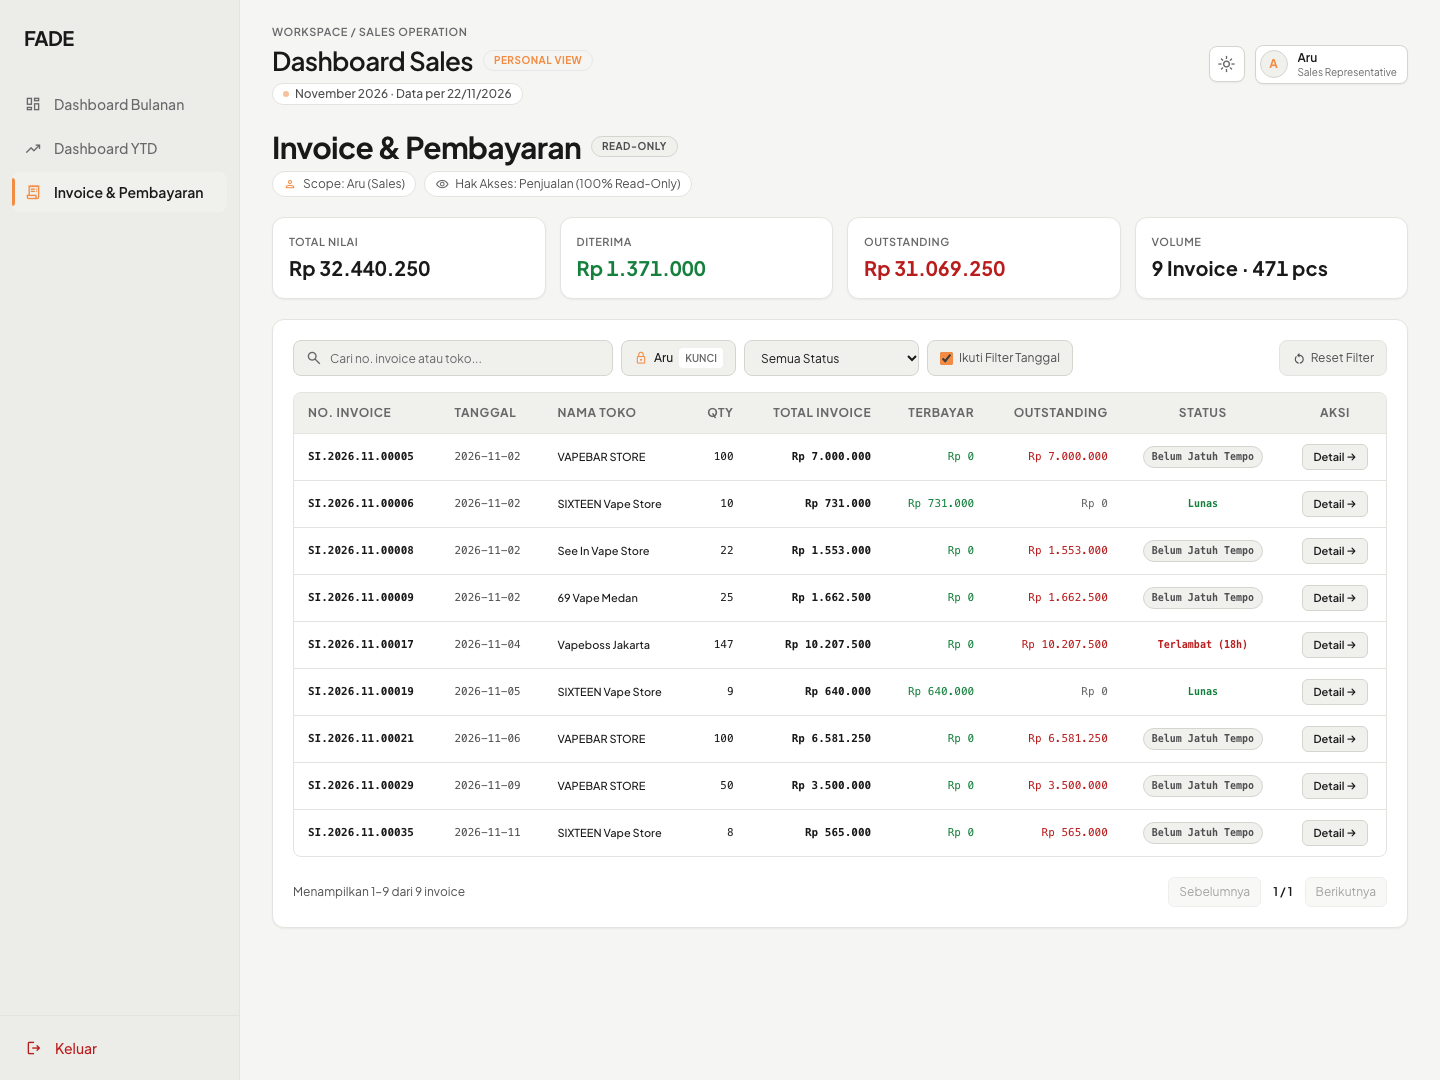 FADE
Dashboard Bulanan
Dashboard YTD
Invoice & Pembayaran
Keluar
WORKSPACE / SALES OPERATION
Dashboard Sales PERSONAL VIEW
November 2026 · Data per 22/11/2026
A Aru
Sales Representative
Invoice & Pembayaran READ-ONLY
Scope: Aru (Sales) Hak Akses: Penjualan (100% Read-Only)
TOTAL NILAI
Rp 32.440.250
DITERIMA
Rp 1.371.000
OUTSTANDING
Rp 31.069.250
VOLUME
9 Invoice · 471 pcs
Cari no. invoice atau toko... Aru KUNCI Semua Status Ikuti Filter Tanggal Reset Filter
NO. INVOICE TANGGAL NAMA TOKO QTY TOTAL INVOICE TERBAYAR OUTSTANDING STATUS AKSI
SI.2026.11.00005 2026-11-02 VAPEBAR STORE 100 Rp 7.000.000 Rp 0 Rp 7.000.000 Belum Jatuh Tempo Detail →
SI.2026.11.00006 2026-11-02 SIXTEEN Vape Store 10 Rp 731.000 Rp 731.000 Rp 0 Lunas Detail →
SI.2026.11.00008 2026-11-02 See In Vape Store 22 Rp 1.553.000 Rp 0 Rp 1.553.000 Belum Jatuh Tempo Detail →
SI.2026.11.00009 2026-11-02 69 Vape Medan 25 Rp 1.662.500 Rp 0 Rp 1.662.500 Belum Jatuh Tempo Detail →
SI.2026.11.00017 2026-11-04 Vapeboss Jakarta 147 Rp 10.207.500 Rp 0 Rp 10.207.500 Terlambat (18h) Detail →
SI.2026.11.00019 2026-11-05 SIXTEEN Vape Store 9 Rp 640.000 Rp 640.000 Rp 0 Lunas Detail →
SI.2026.11.00021 2026-11-06 VAPEBAR STORE 100 Rp 6.581.250 Rp 0 Rp 6.581.250 Belum Jatuh Tempo Detail →
SI.2026.11.00029 2026-11-09 VAPEBAR STORE 50 Rp 3.500.000 Rp 0 Rp 3.500.000 Belum Jatuh Tempo Detail →
SI.2026.11.00035 2026-11-11 SIXTEEN Vape Store 8 Rp 565.000 Rp 0 Rp 565.000 Belum Jatuh Tempo Detail →
Menampilkan 1–9 dari 9 invoice Sebelumnya 1 / 1 Berikutnya